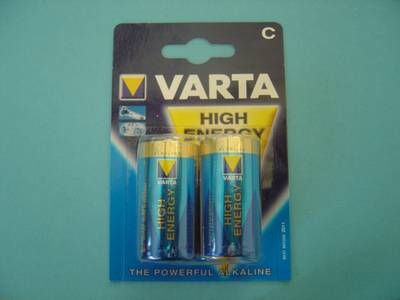 C
VARTA
HIGH
ENERGY
VARTA
HIGH
ENERGY
VARTA
HIGH
ENERGY
THE POWERFUL ALKALINE